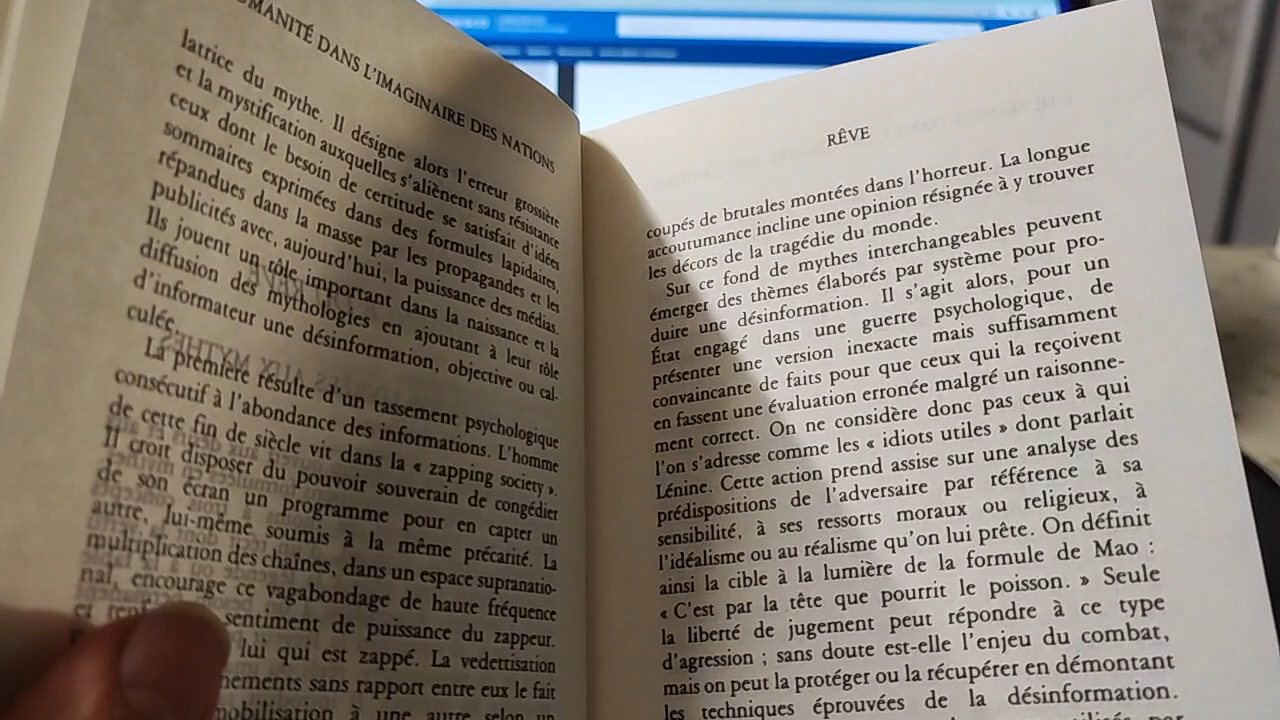 UMANITÉ DANS L'IMAGINAIRE DES NATIONS
latrice du mythe. Il désigne alors l'erreur grossière
et la mystification auxquelles s'aliènent sans résistance
ceux dont le besoin de certitude se satisfait d'idées
sommaires exprimées dans des formules lapidaires,
répandues dans la masse par les propagandes et les
publicités avec, aujourd'hui, la puissance des médias.
Ils jouent un rôle important dans la naissance et la
diffusion des mythologies en ajoutant à leur rôle
d'informateur une désinformation, objective ou cal-
culée.
La première résulte d'un tassement psychologique
consécutif à l'abondance des informations. L'homme
de cette fin de siècle vit dans la « zapping society ».
Il croit disposer du pouvoir souverain de congédier
de son écran un programme pour en capter un
autre, lui-même soumis à la même précarité. La
multiplication des chaînes, dans un espace supranatio-
nal, encourage ce vagabondage de haute fréquence
et sentiment de puissance du zappeur.
lui qui est zappé. La vedettisation
nements sans rapport entre eux le fait
mobilisation à une autre selon un
RÊVE
coupés de brutales montées dans l'horreur. La longue
accoutumance incline une opinion résignée à y trouver
les décors de la tragédie du monde.
Sur ce fond de mythes interchangeables peuvent
émerger des thèmes élaborés par système pour pro-
duire une désinformation. Il s'agit alors, pour un
État engagé dans une guerre psychologique, de
présenter une version inexacte mais suffisamment
convaincante de faits pour que ceux qui la reçoivent
en fassent une évaluation erronée malgré un raisonne-
ment correct. On ne considère donc pas ceux à qui
l'on s'adresse comme les « idiots utiles » dont parlait
Lénine. Cette action prend assise sur une analyse des
prédispositions de l'adversaire par référence à sa
sensibilité, à ses ressorts moraux ou religieux, à
l'idéalisme ou au réalisme qu'on lui prête. On définit
ainsi la cible à la lumière de la formule de Mao :
« C'est par la tête que pourrit le poisson. » Seule
la liberté de jugement peut répondre à ce type
d'agression ; sans doute est-elle l'enjeu du combat,
mais on peut la protéger ou la récupérer en démontant
les techniques éprouvées de la désinformation.